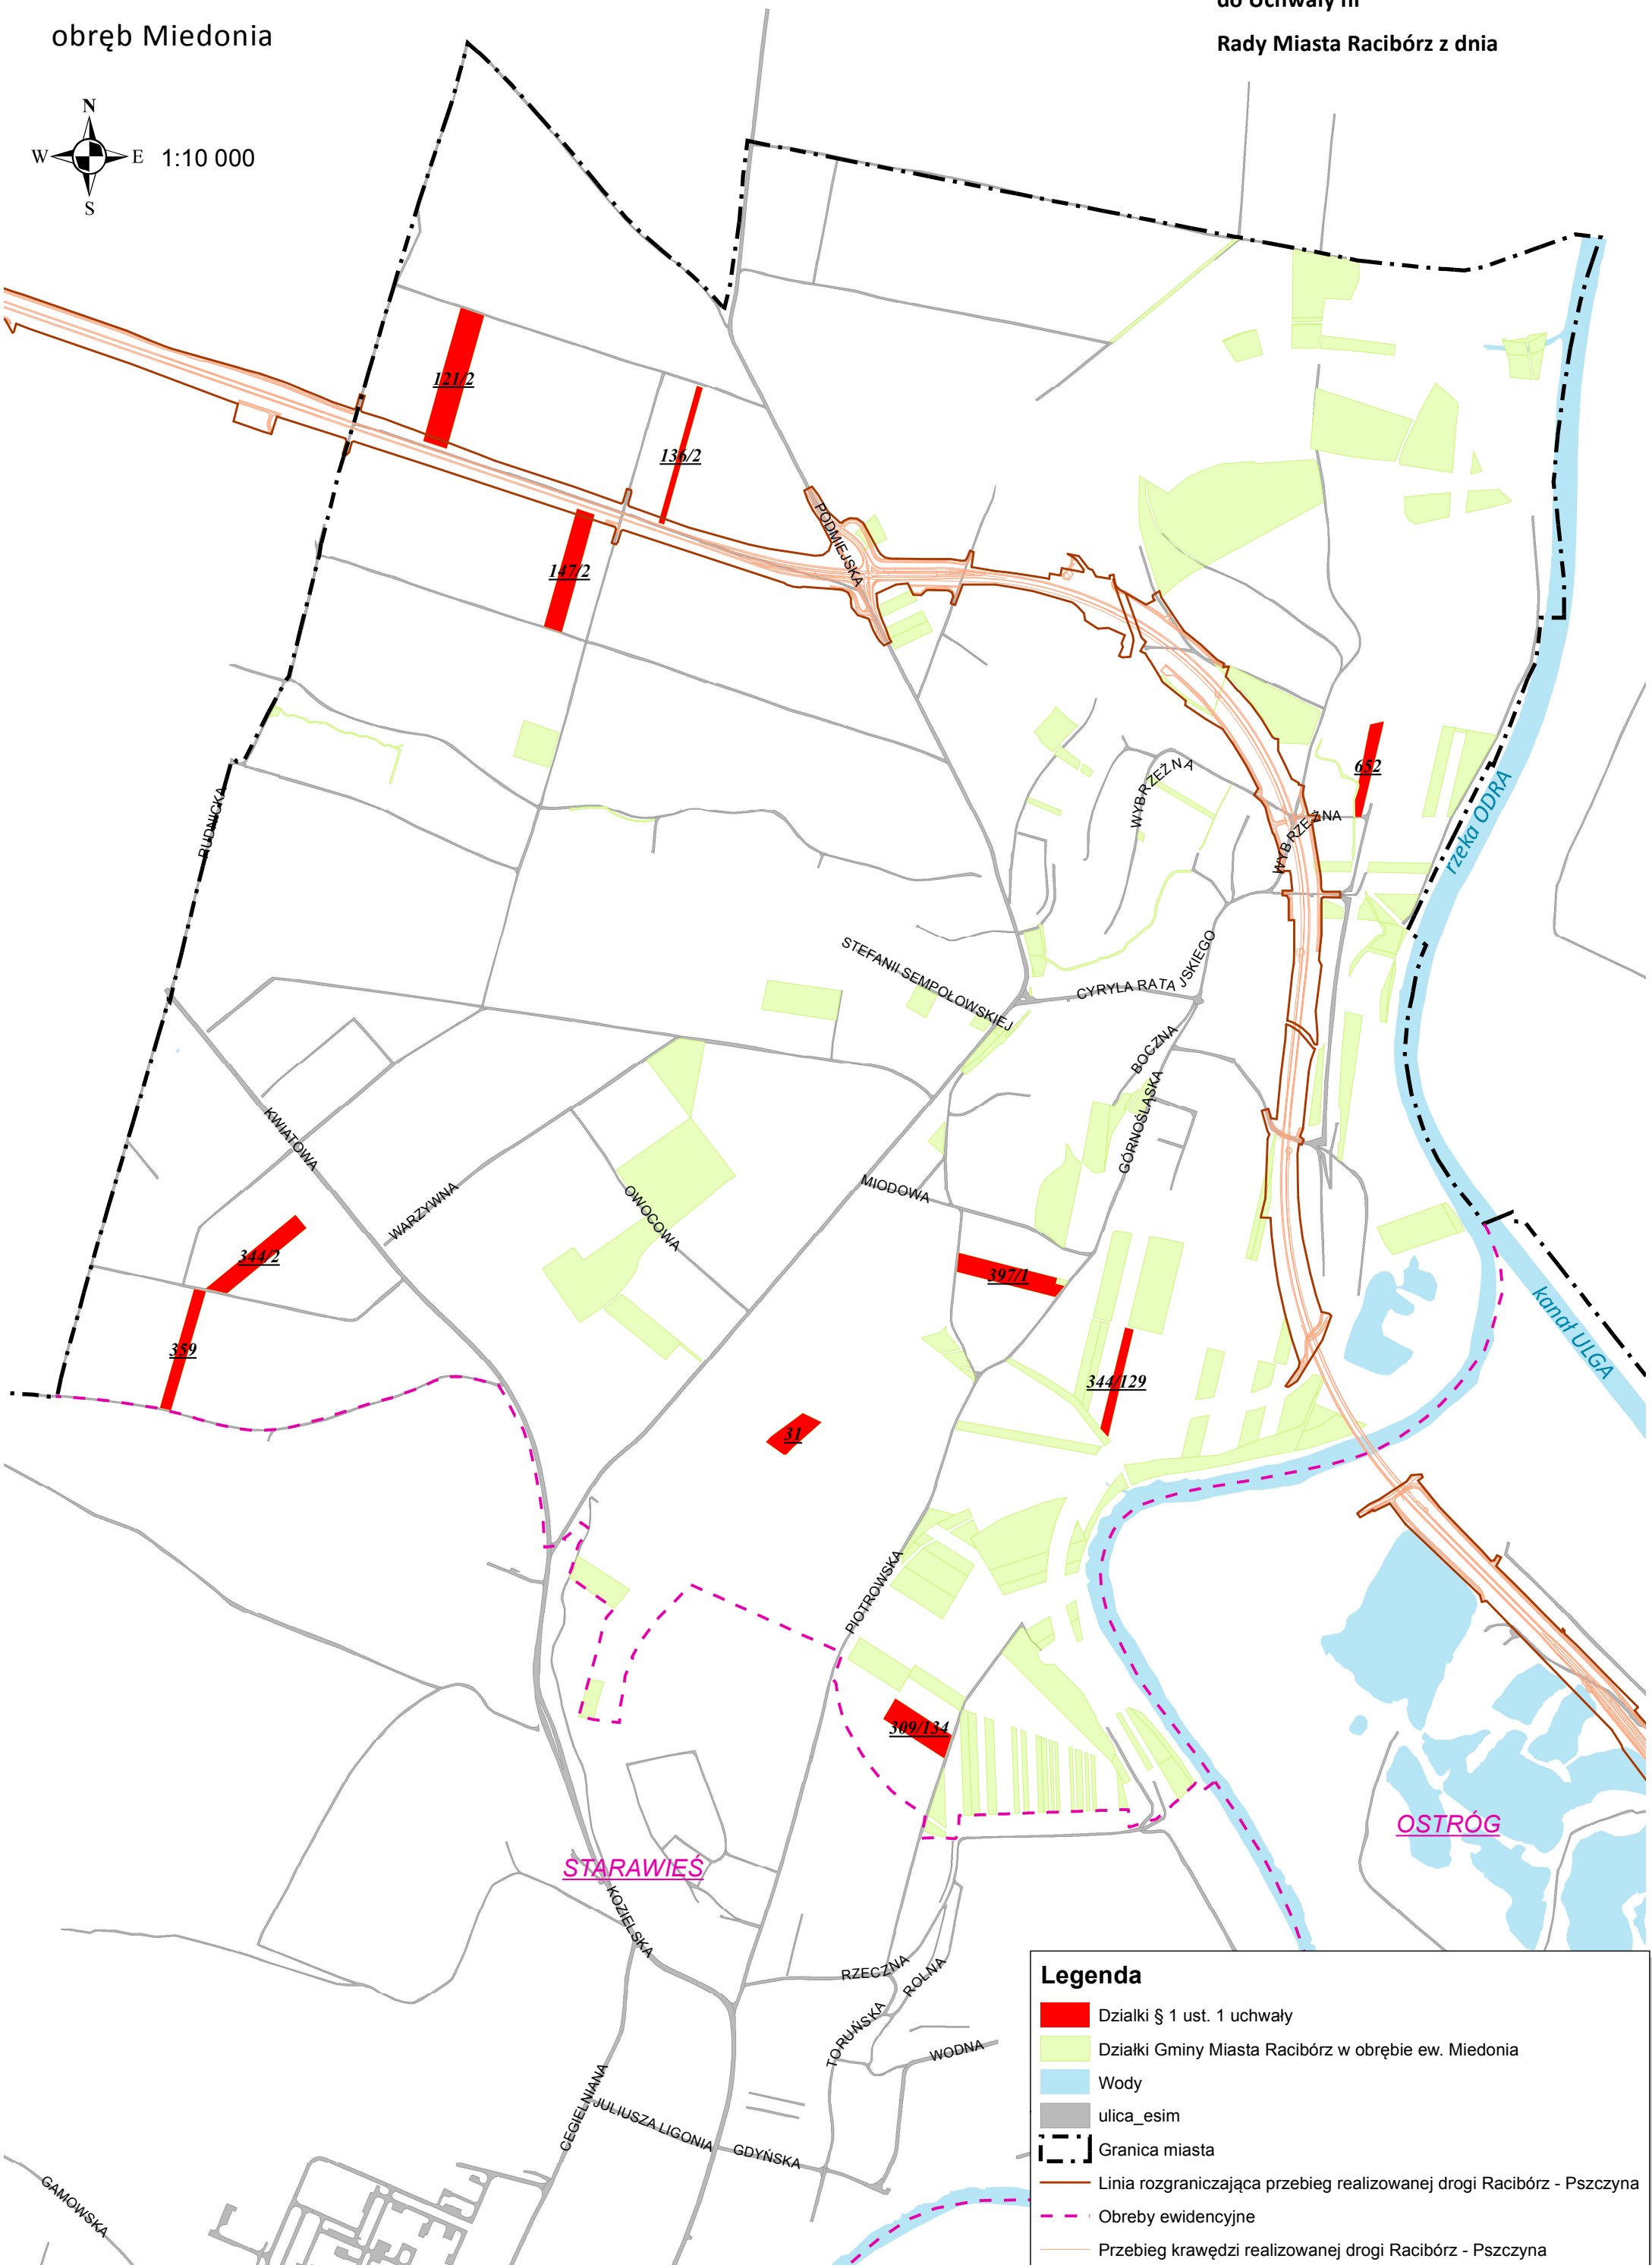 do Uchwały nr
obręb Miedonia
Rady Miasta Racibórz z dnia
N
W E 1:10 000
S
121/2
136/2
PODMIEJSKA
147/2
652
WYBRZEŻNA
RUDNICKA
WYBRZEŻNA
rzeka ODRA
STEFANII SEMPOŁOWSKIEJ
CYRYLA RATAJSKIEGO
BOCZNA
KWIATOWA
GÓRNOŚLĄSKA
WARZYWNA
OWOCOWA
MIODOWA
344/2
397/1
kanał ULGA
359
344/129
31
PIOTROWSKA
309/134
OSTRÓG
STARAWIEŚ
KOZIELSKA
RZECZNA
ROLNA
TORUŃSKA
WODNA
CEGIELNIANA
JULIUSZA LIGONIA
GDYŃSKA
GAMOWSKA
Legenda
Dzialki § 1 ust. 1 uchwały
Działki Gminy Miasta Racibórz w obrębie ew. Miedonia
Wody
ulica_esim
Granica miasta
Linia rozgraniczająca przebieg realizowanej drogi Racibórz - Pszczyna
Obreby ewidencyjne
Przebieg krawędzi realizowanej drogi Racibórz - Pszczyna